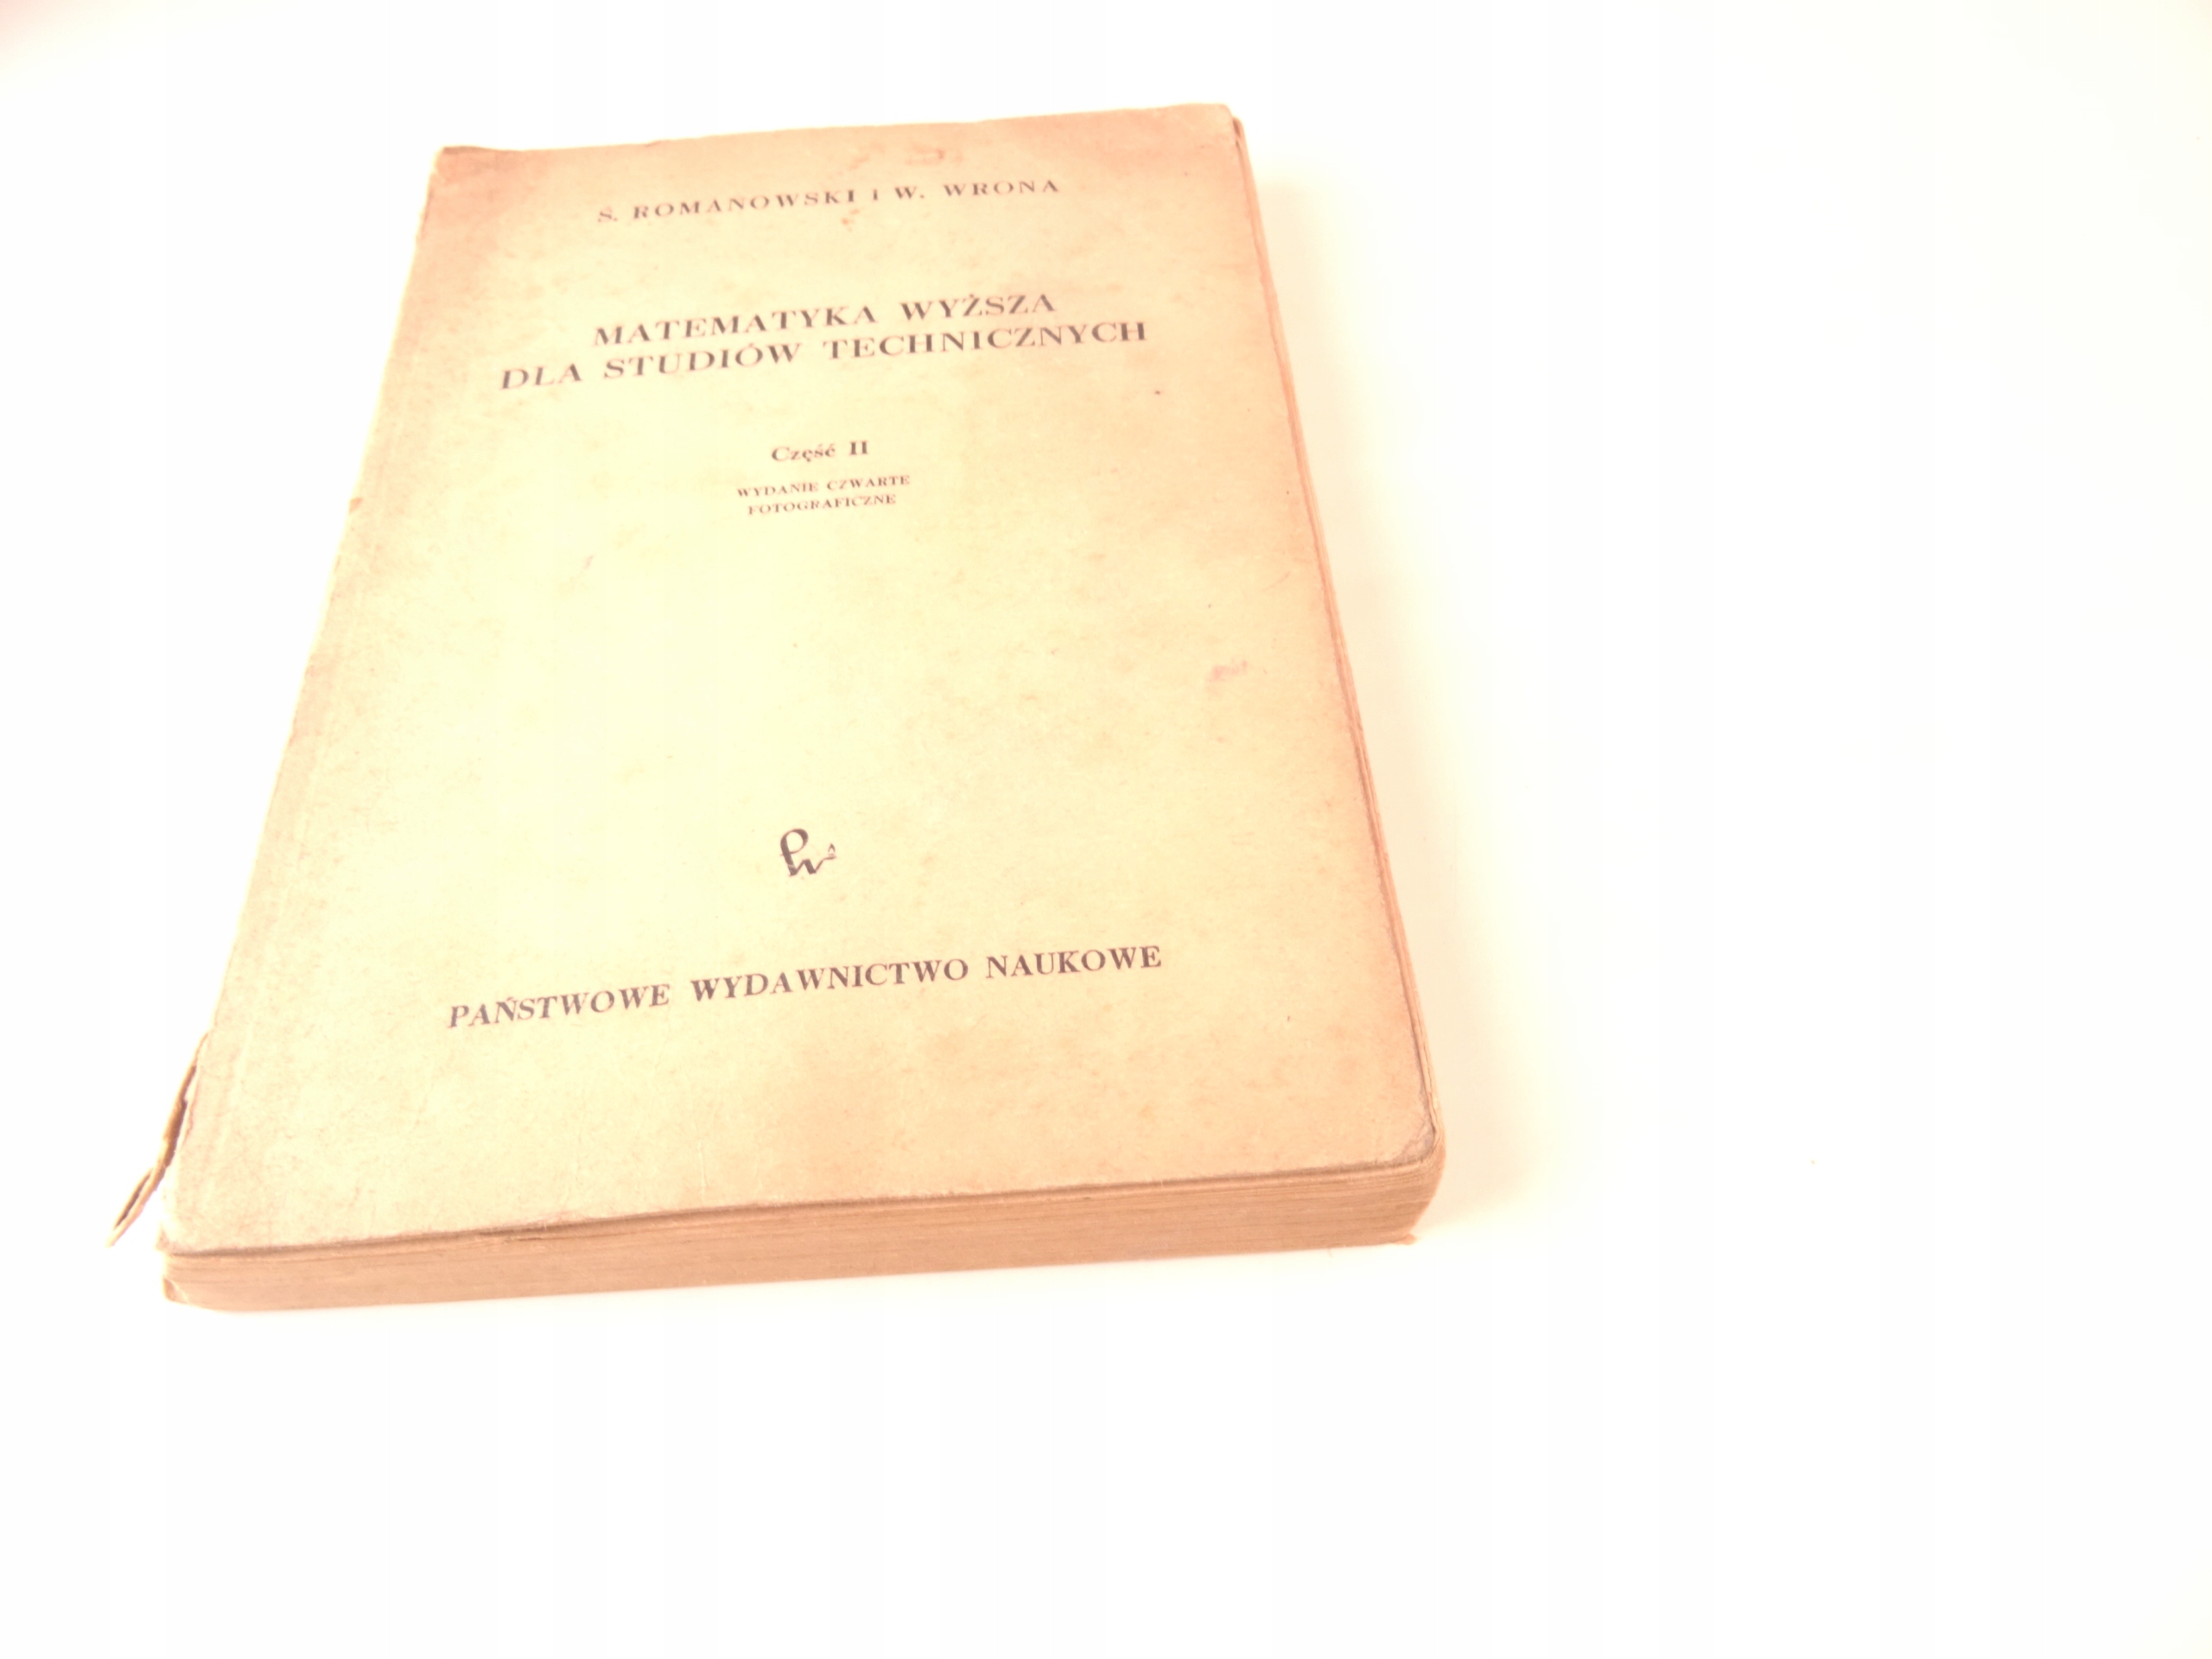 S. ROMANOWSKI i W. WRONA
MATEMATYKA WYŻSZA
DLA STUDIÓW TECHNICZNYCH
Część II
WYDANIE CZWARTE
FOTOGRAFICZNE
PAŃSTWOWE WYDAWNICTWO NAUKOWE